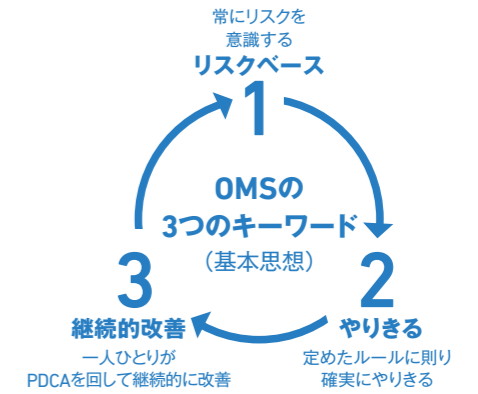 常にリスクを
意識する
リスクベース
1
OMSの
3つのキーワード
（基本思想）
2
やりきる
定めたルールに則り
確実にやりきる
3
継続的改善
一人ひとりが
PDCAを回して継続的に改善